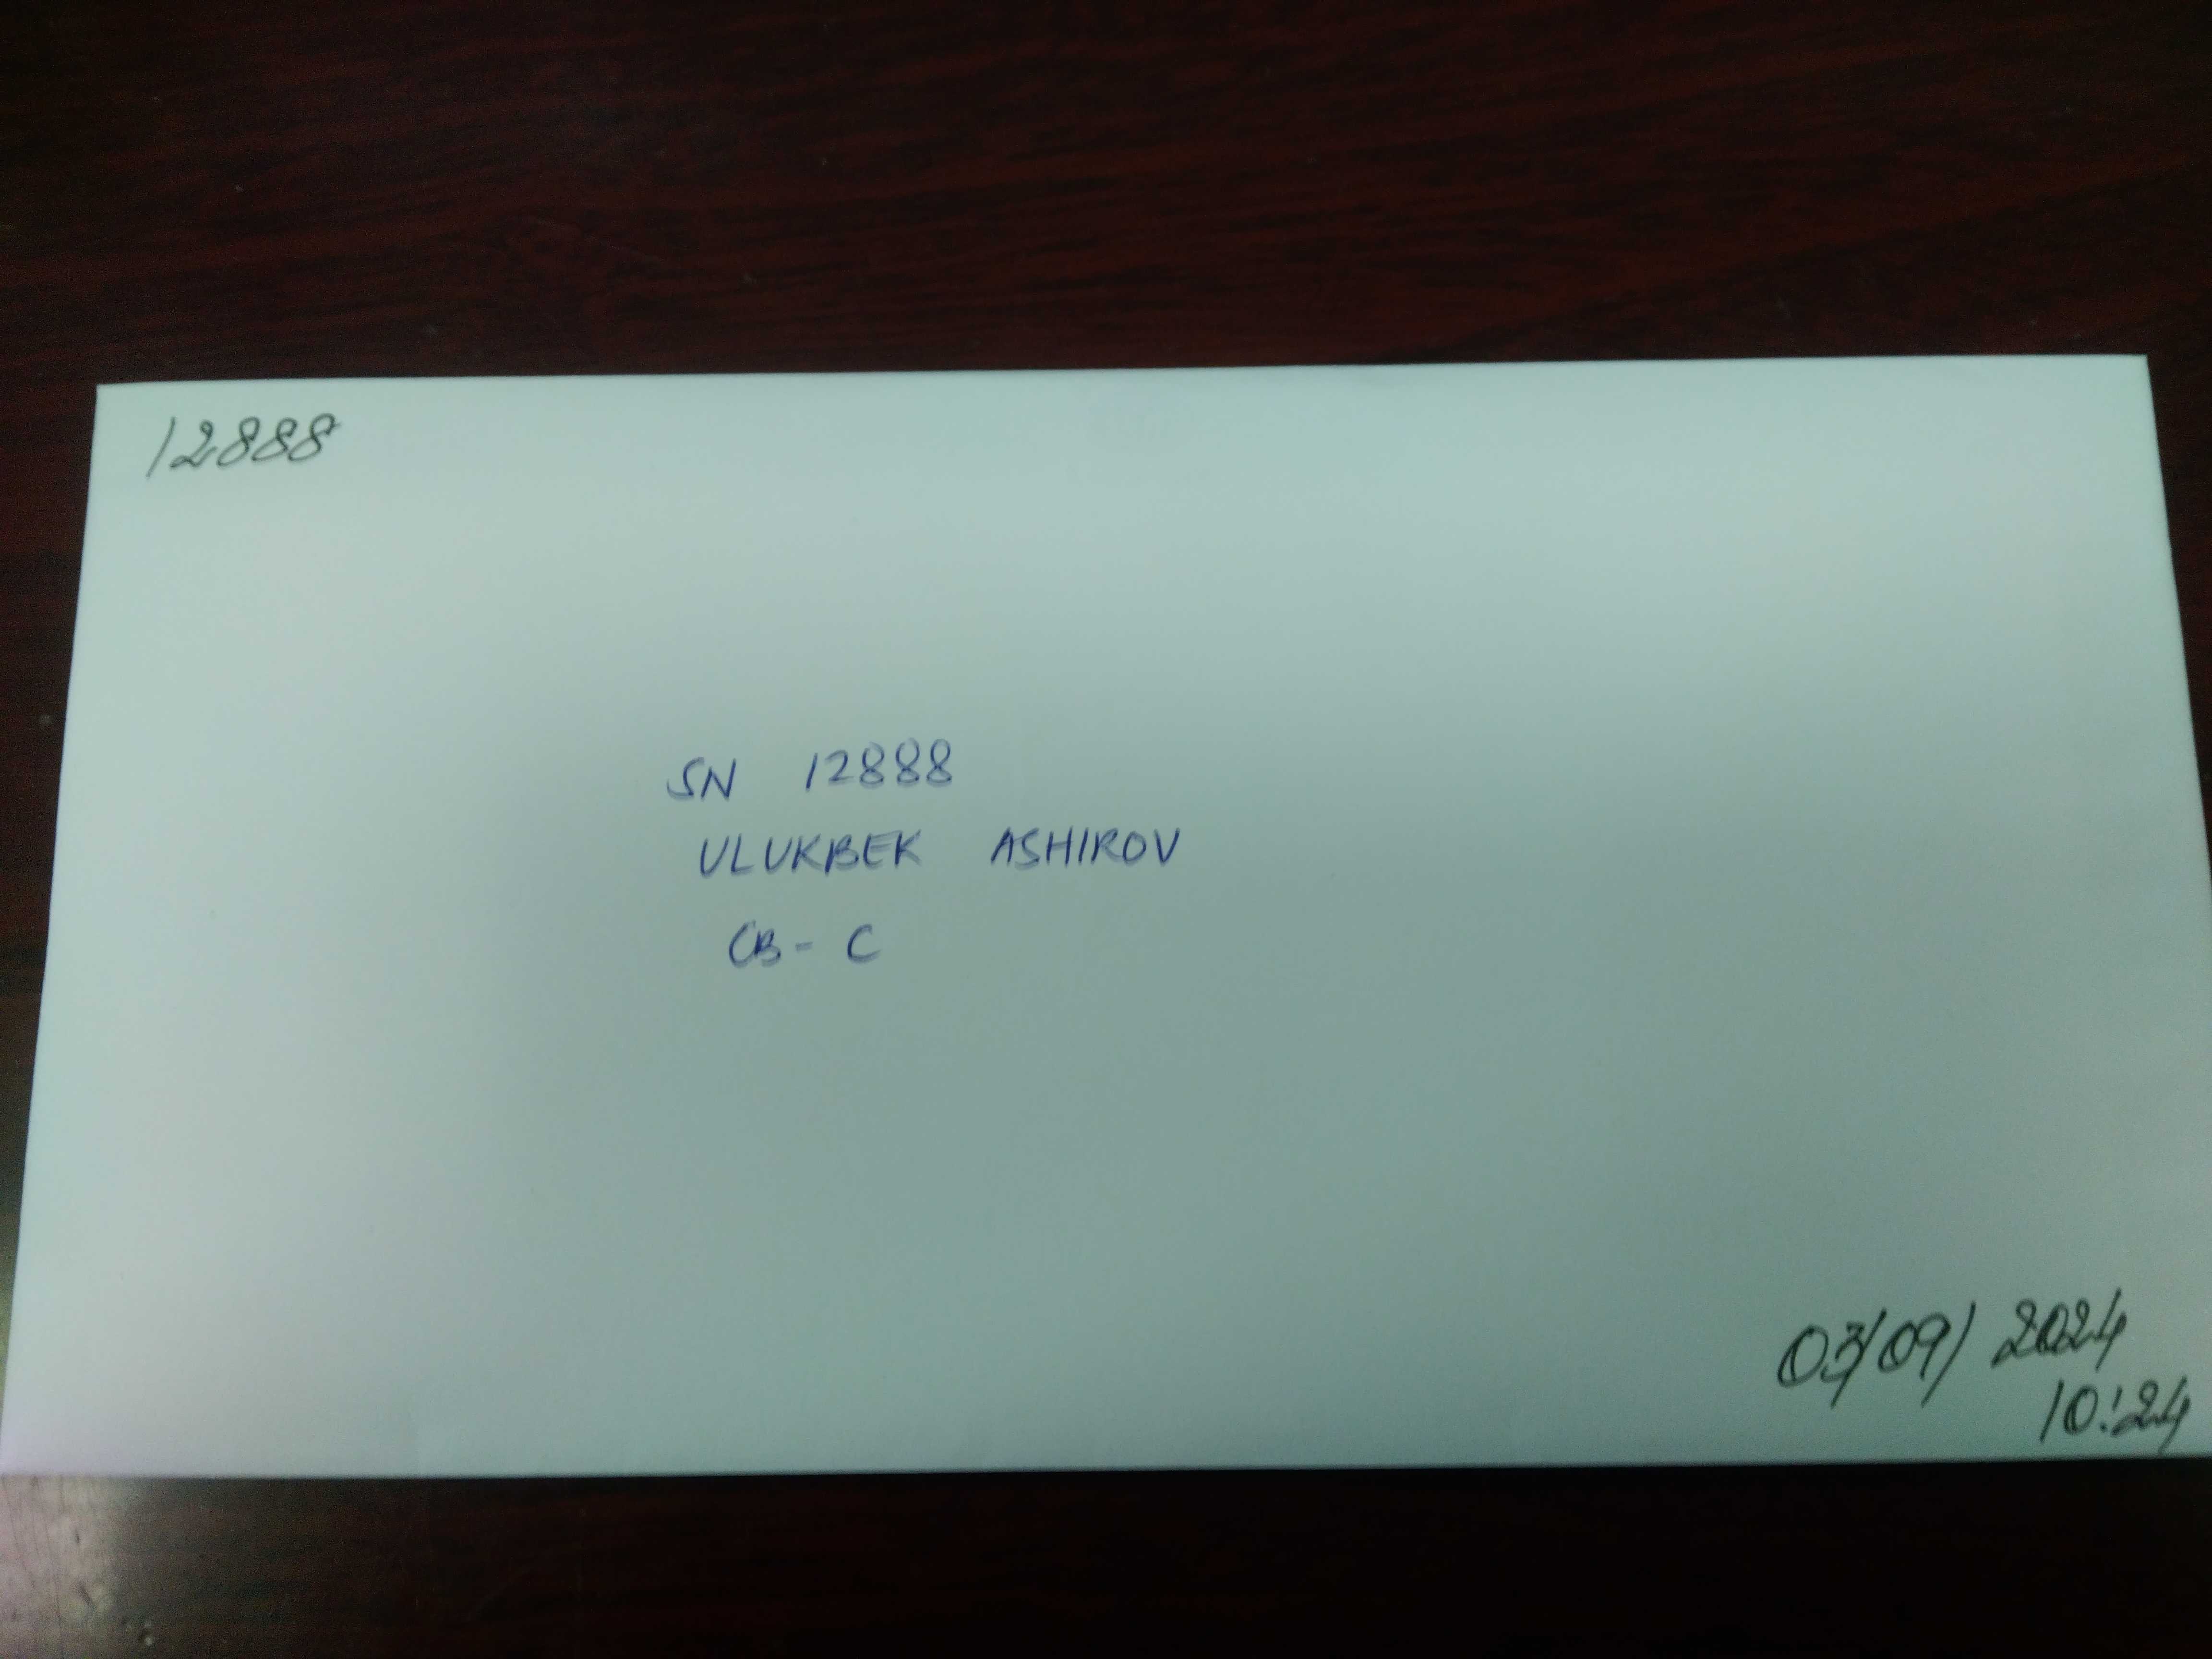 12888
SN 12888
ULUKBEK ASHIROV
CB - C
03/09/2024
10:24